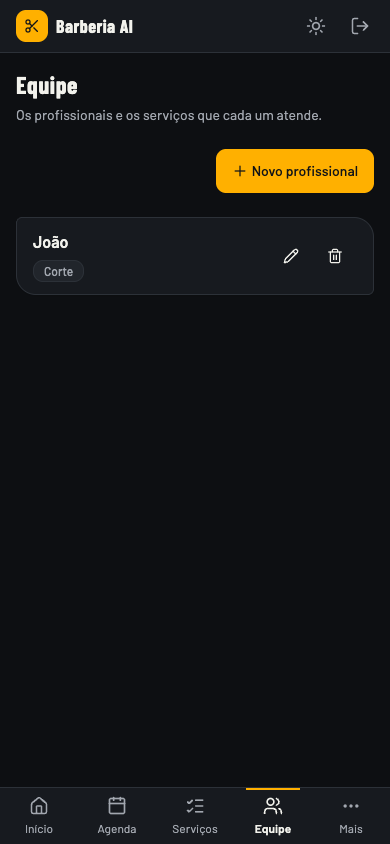 Barberia AI
Equipe
Os profissionais e os serviços que cada um atende.
+ Novo profissional
João
Corte
Início
Agenda
Serviços
Equipe
Mais